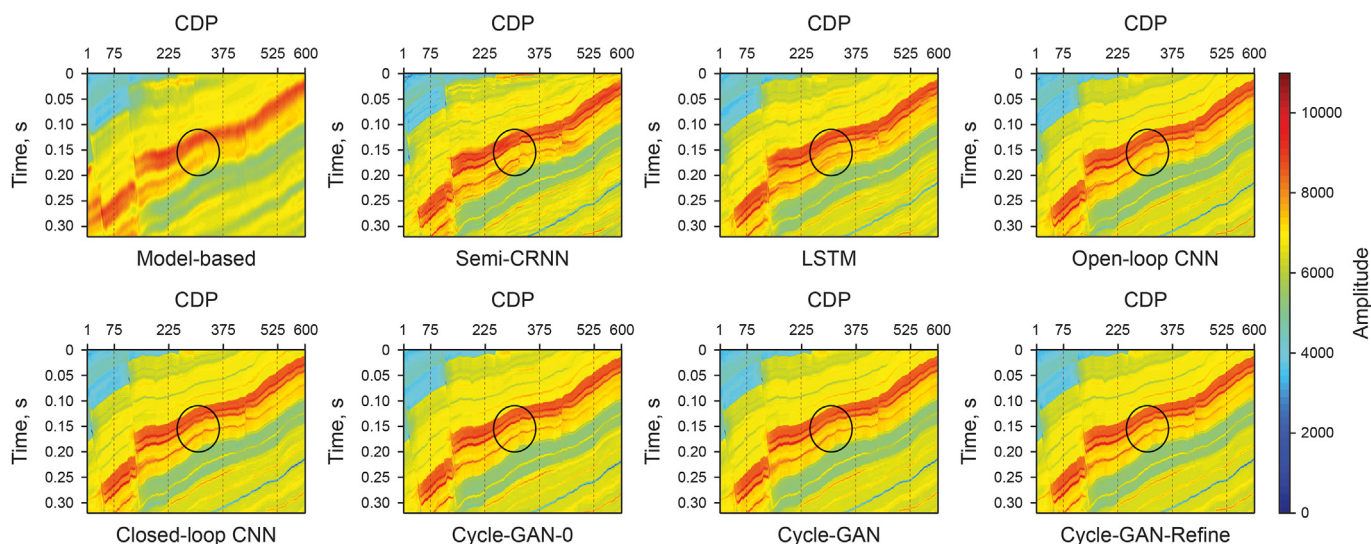 CDP CDP CDP CDP
1 75 225 375 525 600 1 75 225 375 525 600 1 75 225 375 525 600 1 75 225 375 525 600
0 0 0 0
0.05 0.05 0.05 0.05
0.10 0.10 0.10 0.10 10000
0.15 0.15 0.15 0.15
0.20 0.20 0.20 0.20
0.25 0.25 0.25 0.25 8000
0.30 0.30 0.30 0.30
Time, s Time, s Time, s Time, s
Model-based Semi-CRNN LSTM Open-loop CNN
6000
Amplitude
CDP CDP CDP CDP
1 75 225 375 525 600 1 75 225 375 525 600 1 75 225 375 525 600 1 75 225 375 525 600
0 0 0 0 4000
0.05 0.05 0.05 0.05
0.10 0.10 0.10 0.10
0.15 0.15 0.15 0.15 2000
0.20 0.20 0.20 0.20
0.25 0.25 0.25 0.25
0.30 0.30 0.30 0.30 0
Time, s Time, s Time, s Time, s
Closed-loop CNN Cycle-GAN-0 Cycle-GAN Cycle-GAN-Refine